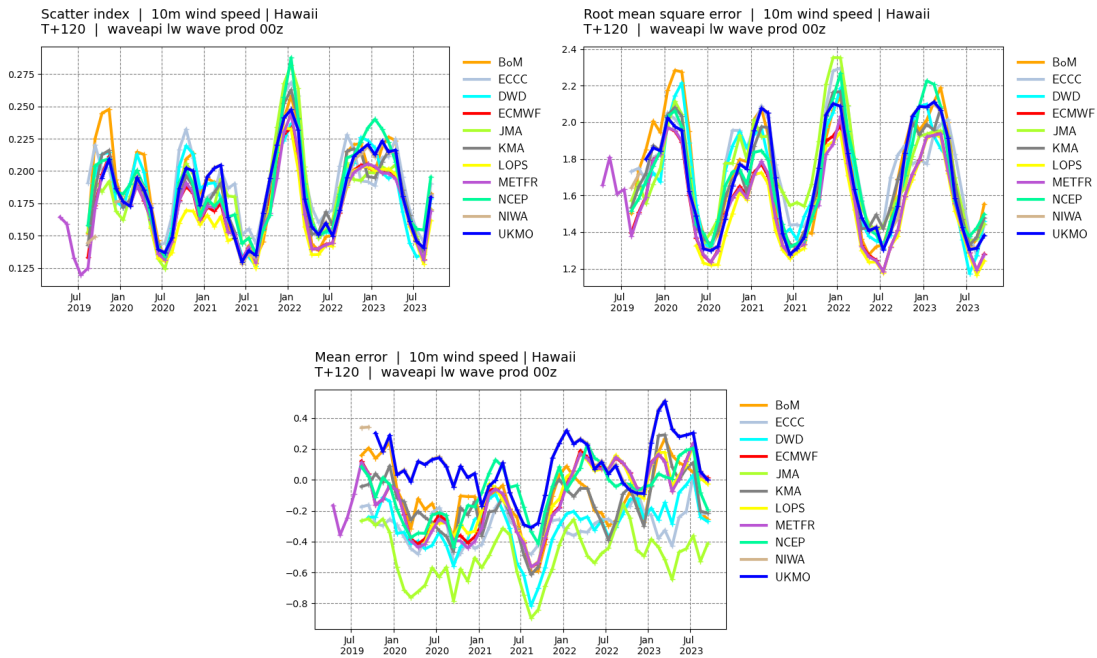 Scatter index | 10m wind speed | Hawaii
T+120 | waveapi lw wave prod 00z
0.275
0.250
0.225
0.200
0.175
0.150
0.125
Jul 2019
Jan 2020
Jul 2020
Jan 2021
Jul 2021
Jan 2022
Jul 2022
Jan 2023
Jul 2023
BoM
ECCC
DWD
ECMWF
JMA
KMA
LOPS
METFR
NCEP
NIWA
UKMO
Root mean square error | 10m wind speed | Hawaii
T+120 | waveapi lw wave prod 00z
2.4
2.2
2.0
1.8
1.6
1.4
1.2
Jul 2019
Jan 2020
Jul 2020
Jan 2021
Jul 2021
Jan 2022
Jul 2022
Jan 2023
Jul 2023
BoM
ECCC
DWD
ECMWF
JMA
KMA
LOPS
METFR
NCEP
NIWA
UKMO
Mean error | 10m wind speed | Hawaii
T+120 | waveapi lw wave prod 00z
0.4
0.2
0.0
−0.2
−0.4
−0.6
−0.8
Jul 2019
Jan 2020
Jul 2020
Jan 2021
Jul 2021
Jan 2022
Jul 2022
Jan 2023
Jul 2023
BoM
ECCC
DWD
ECMWF
JMA
KMA
LOPS
METFR
NCEP
NIWA
UKMO